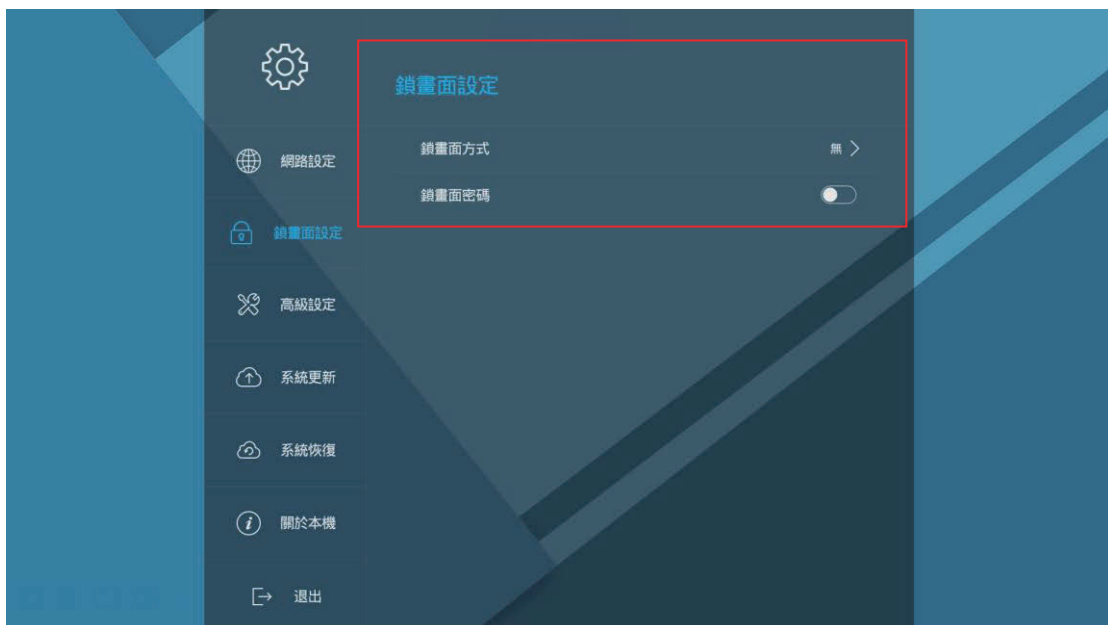 網路設定
鎖畫面設定
高級設定
系統更新
系統恢復
關於本機
退出
鎖畫面設定
鎖畫面方式 無
鎖畫面密碼